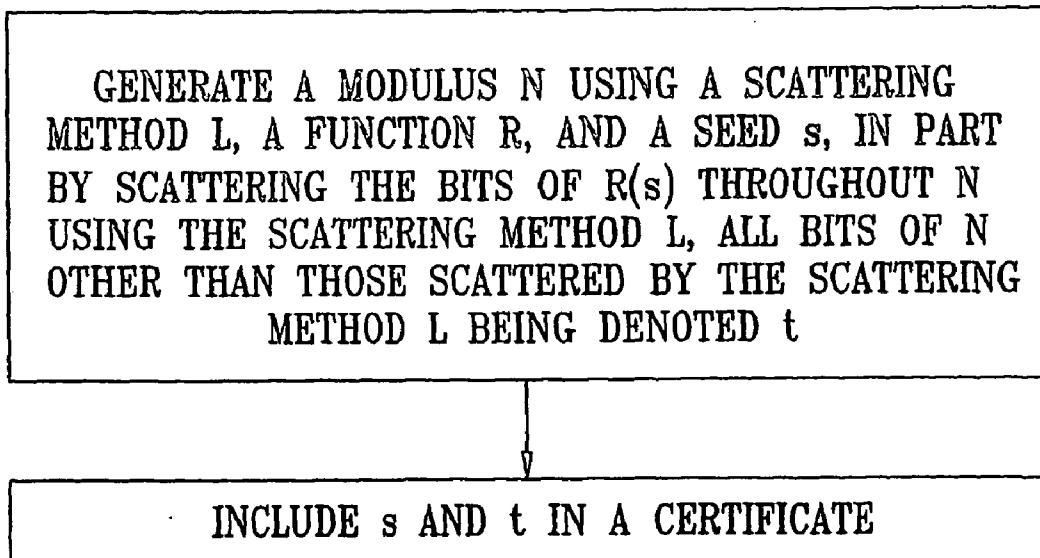 GENERATE A MODULUS N USING A SCATTERING
METHOD L, A FUNCTION R, AND A SEED s, IN PART
BY SCATTERING THE BITS OF R(s) THROUGHOUT N
USING THE SCATTERING METHOD L, ALL BITS OF N
OTHER THAN THOSE SCATTERED BY THE SCATTERING
METHOD L BEING DENOTED t
INCLUDE s AND t IN A CERTIFICATE